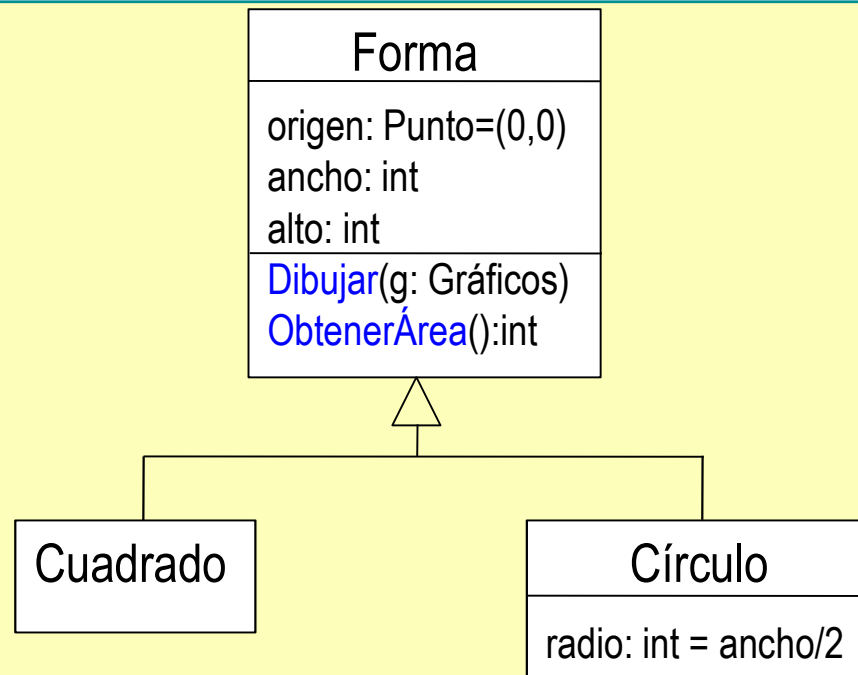 Forma
origen: Punto=(0,0)
ancho: int
alto: int
Dibujar(g: Gráficos)
ObtenerÁrea():int
Cuadrado
Círculo
radio: int = ancho/2